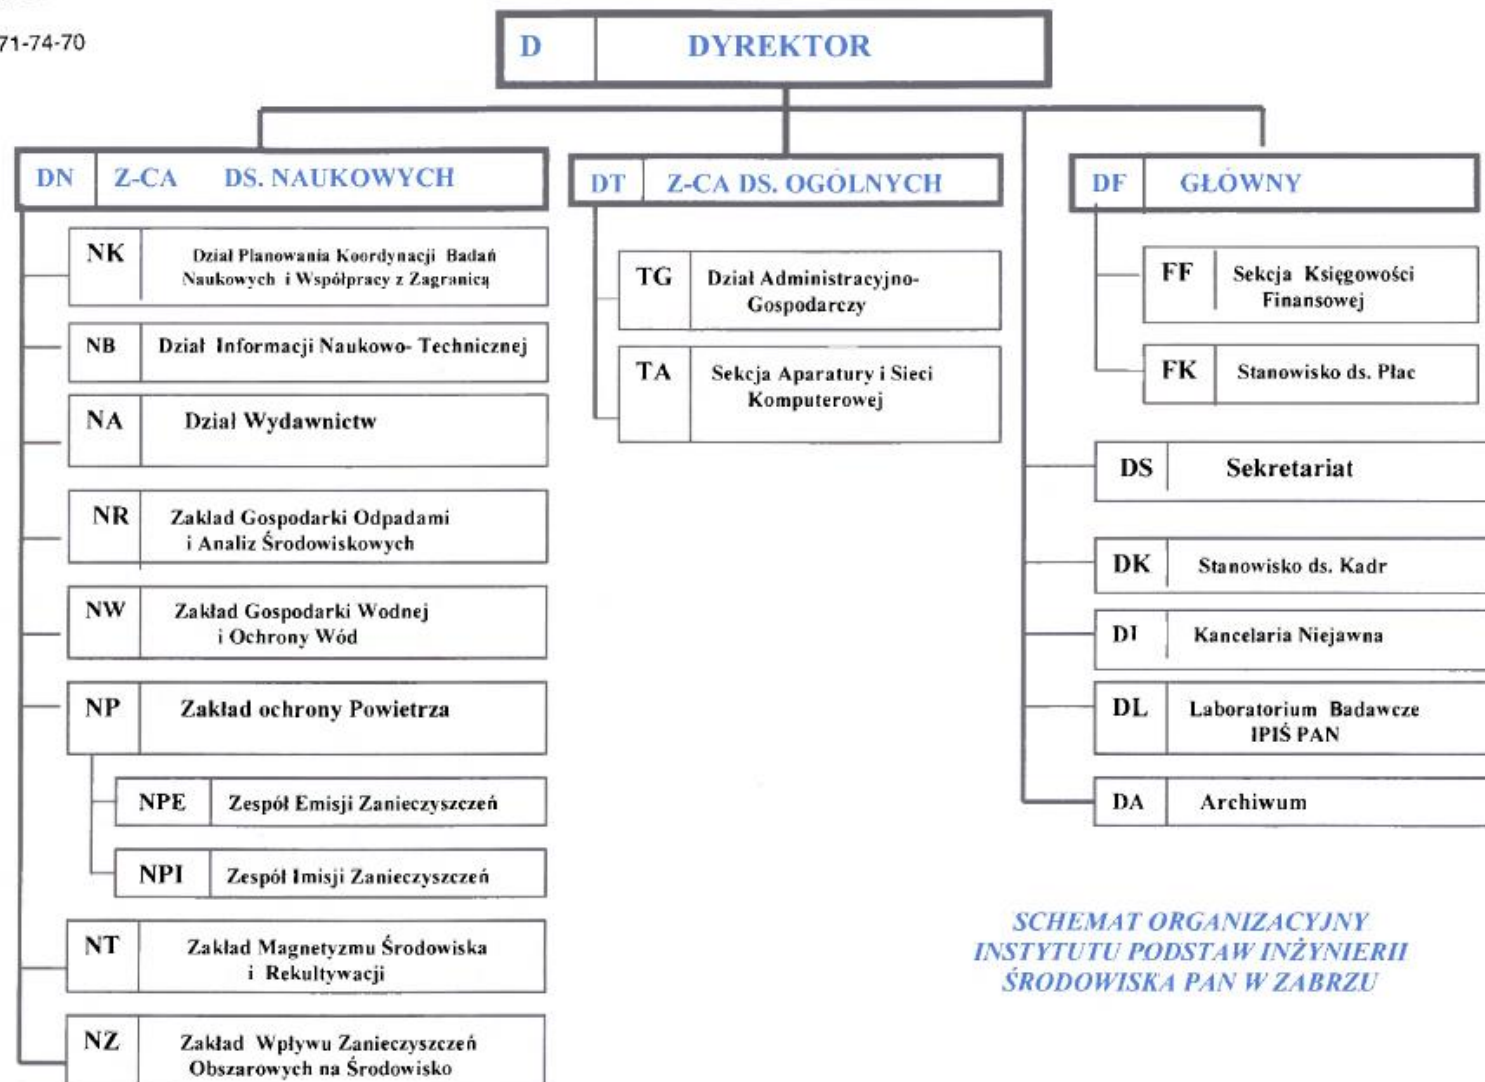 71-74-70
D DYREKTOR
DN Z-CA DS. NAUKOWYCH
NK Dział Planowania Koordynacji Badań
Naukowych i Współpracy z Zagranicą
NB Dział Informacji Naukowo- Technicznej
NA Dział Wydawnictw
NR Zakład Gospodarki Odpadami
i Analiz Środowiskowych
NW Zakład Gospodarki Wodnej
i Ochrony Wód
NP Zakład ochrony Powietrza
NPE Zespół Emisji Zanieczyszczeń
NPI Zespół Imisji Zanieczyszczeń
NT Zakład Magnetyzmu Środowiska
i Rekultywacji
NZ Zakład Wpływu Zanieczyszczeń
Obszarowych na Środowisko
DT Z-CA DS. OGÓLNYCH
TG Dział Administracyjno-
Gospodarczy
TA Sekcja Aparatury i Sieci
Komputerowej
DF GŁÓWNY
FF Sekcja Księgowości
Finansowej
FK Stanowisko ds. Płac
DS Sekretariat
DK Stanowisko ds. Kadr
DI Kancelaria Niejawna
DL Laboratorium Badawcze
IPIŚ PAN
DA Archiwum
SCHEMAT ORGANIZACYJNY
INSTYTUTU PODSTAW INŻYNIERII
ŚRODOWISKA PAN W ZABRZU